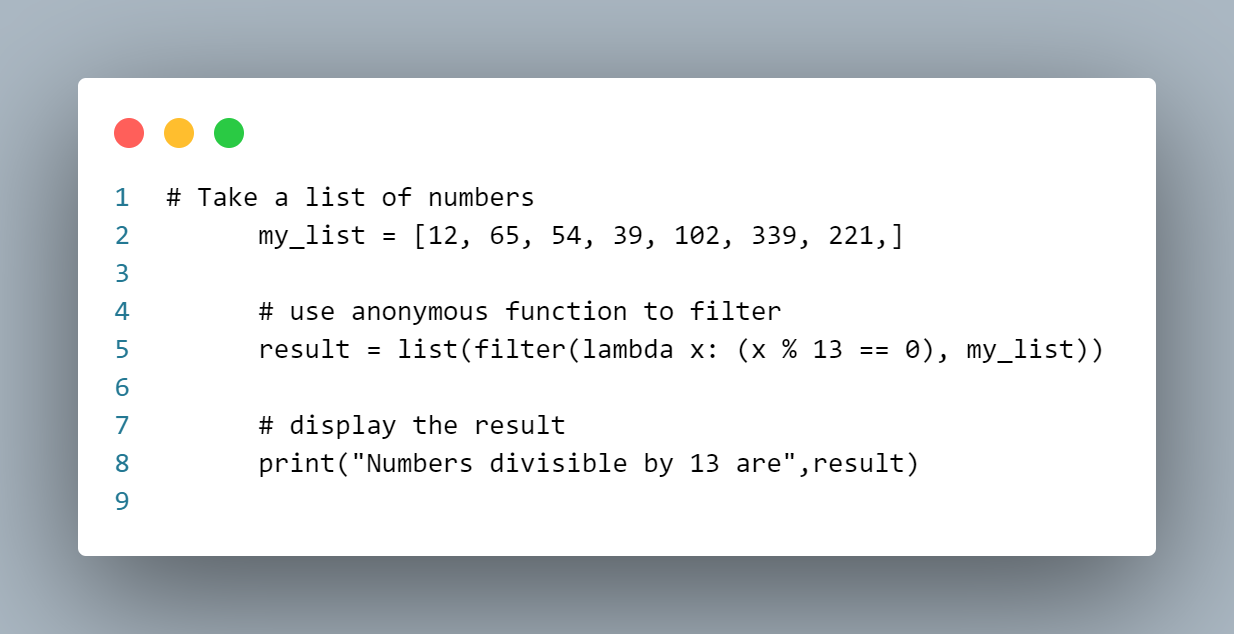 1 # Take a list of numbers
2       my_list = [12, 65, 54, 39, 102, 339, 221,]
3
4       # use anonymous function to filter
5       result = list(filter(lambda x: (x % 13 == 0), my_list))
6
7       # display the result
8       print("Numbers divisible by 13 are",result)
9